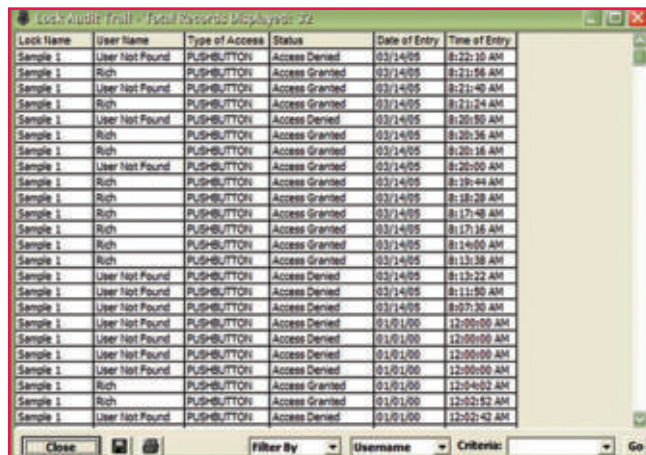 Lock Audit Trail - Total Records Displayed: 32
Lock Name User Name Type of Access Status Date of Entry Time of Entry
Sample 1 User Not Found PUSHBUTTON Access Denied 03/14/05 8:22:10 AM
Sample 1 Rich PUSHBUTTON Access Granted 03/14/05 8:21:56 AM
Sample 1 User Not Found PUSHBUTTON Access Granted 03/14/05 8:21:40 AM
Sample 1 Rich PUSHBUTTON Access Granted 03/14/05 8:21:24 AM
Sample 1 User Not Found PUSHBUTTON Access Denied 03/14/05 8:20:50 AM
Sample 1 Rich PUSHBUTTON Access Granted 03/14/05 8:20:36 AM
Sample 1 Rich PUSHBUTTON Access Granted 03/14/05 8:20:16 AM
Sample 1 User Not Found PUSHBUTTON Access Granted 03/14/05 8:20:00 AM
Sample 1 Rich PUSHBUTTON Access Granted 03/14/05 8:19:44 AM
Sample 1 Rich PUSHBUTTON Access Granted 03/14/05 8:18:28 AM
Sample 1 Rich PUSHBUTTON Access Granted 03/14/05 8:17:48 AM
Sample 1 Rich PUSHBUTTON Access Granted 03/14/05 8:17:16 AM
Sample 1 Rich PUSHBUTTON Access Granted 03/14/05 8:14:00 AM
Sample 1 Rich PUSHBUTTON Access Granted 03/14/05 8:13:38 AM
Sample 1 User Not Found PUSHBUTTON Access Denied 03/14/05 8:13:22 AM
Sample 1 User Not Found PUSHBUTTON Access Denied 03/14/05 8:11:50 AM
Sample 1 User Not Found PUSHBUTTON Access Denied 03/14/05 8:07:30 AM
Sample 1 User Not Found PUSHBUTTON Access Denied 01/01/00 12:00:00 AM
Sample 1 User Not Found PUSHBUTTON Access Denied 01/01/00 12:00:00 AM
Sample 1 User Not Found PUSHBUTTON Access Denied 01/01/00 12:00:00 AM
Sample 1 User Not Found PUSHBUTTON Access Denied 01/01/00 12:00:00 AM
Sample 1 Rich PUSHBUTTON Access Granted 01/01/00 12:04:02 AM
Sample 1 Rich PUSHBUTTON Access Granted 01/01/00 12:02:52 AM
Sample 1 User Not Found PUSHBUTTON Access Denied 01/01/00 12:02:42 AM
Close Filter By Username Criteria: Go